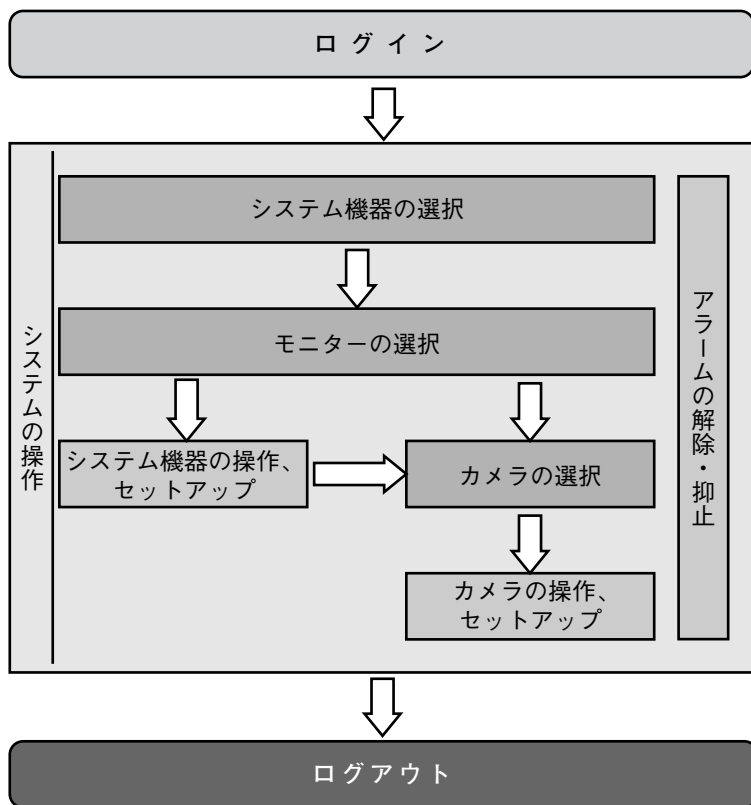 ログイン
システムの操作
システム機器の選択
モニターの選択
システム機器の操作、
セットアップ
カメラの選択
カメラの操作、
セットアップ
アラームの解除・抑止
ログアウト